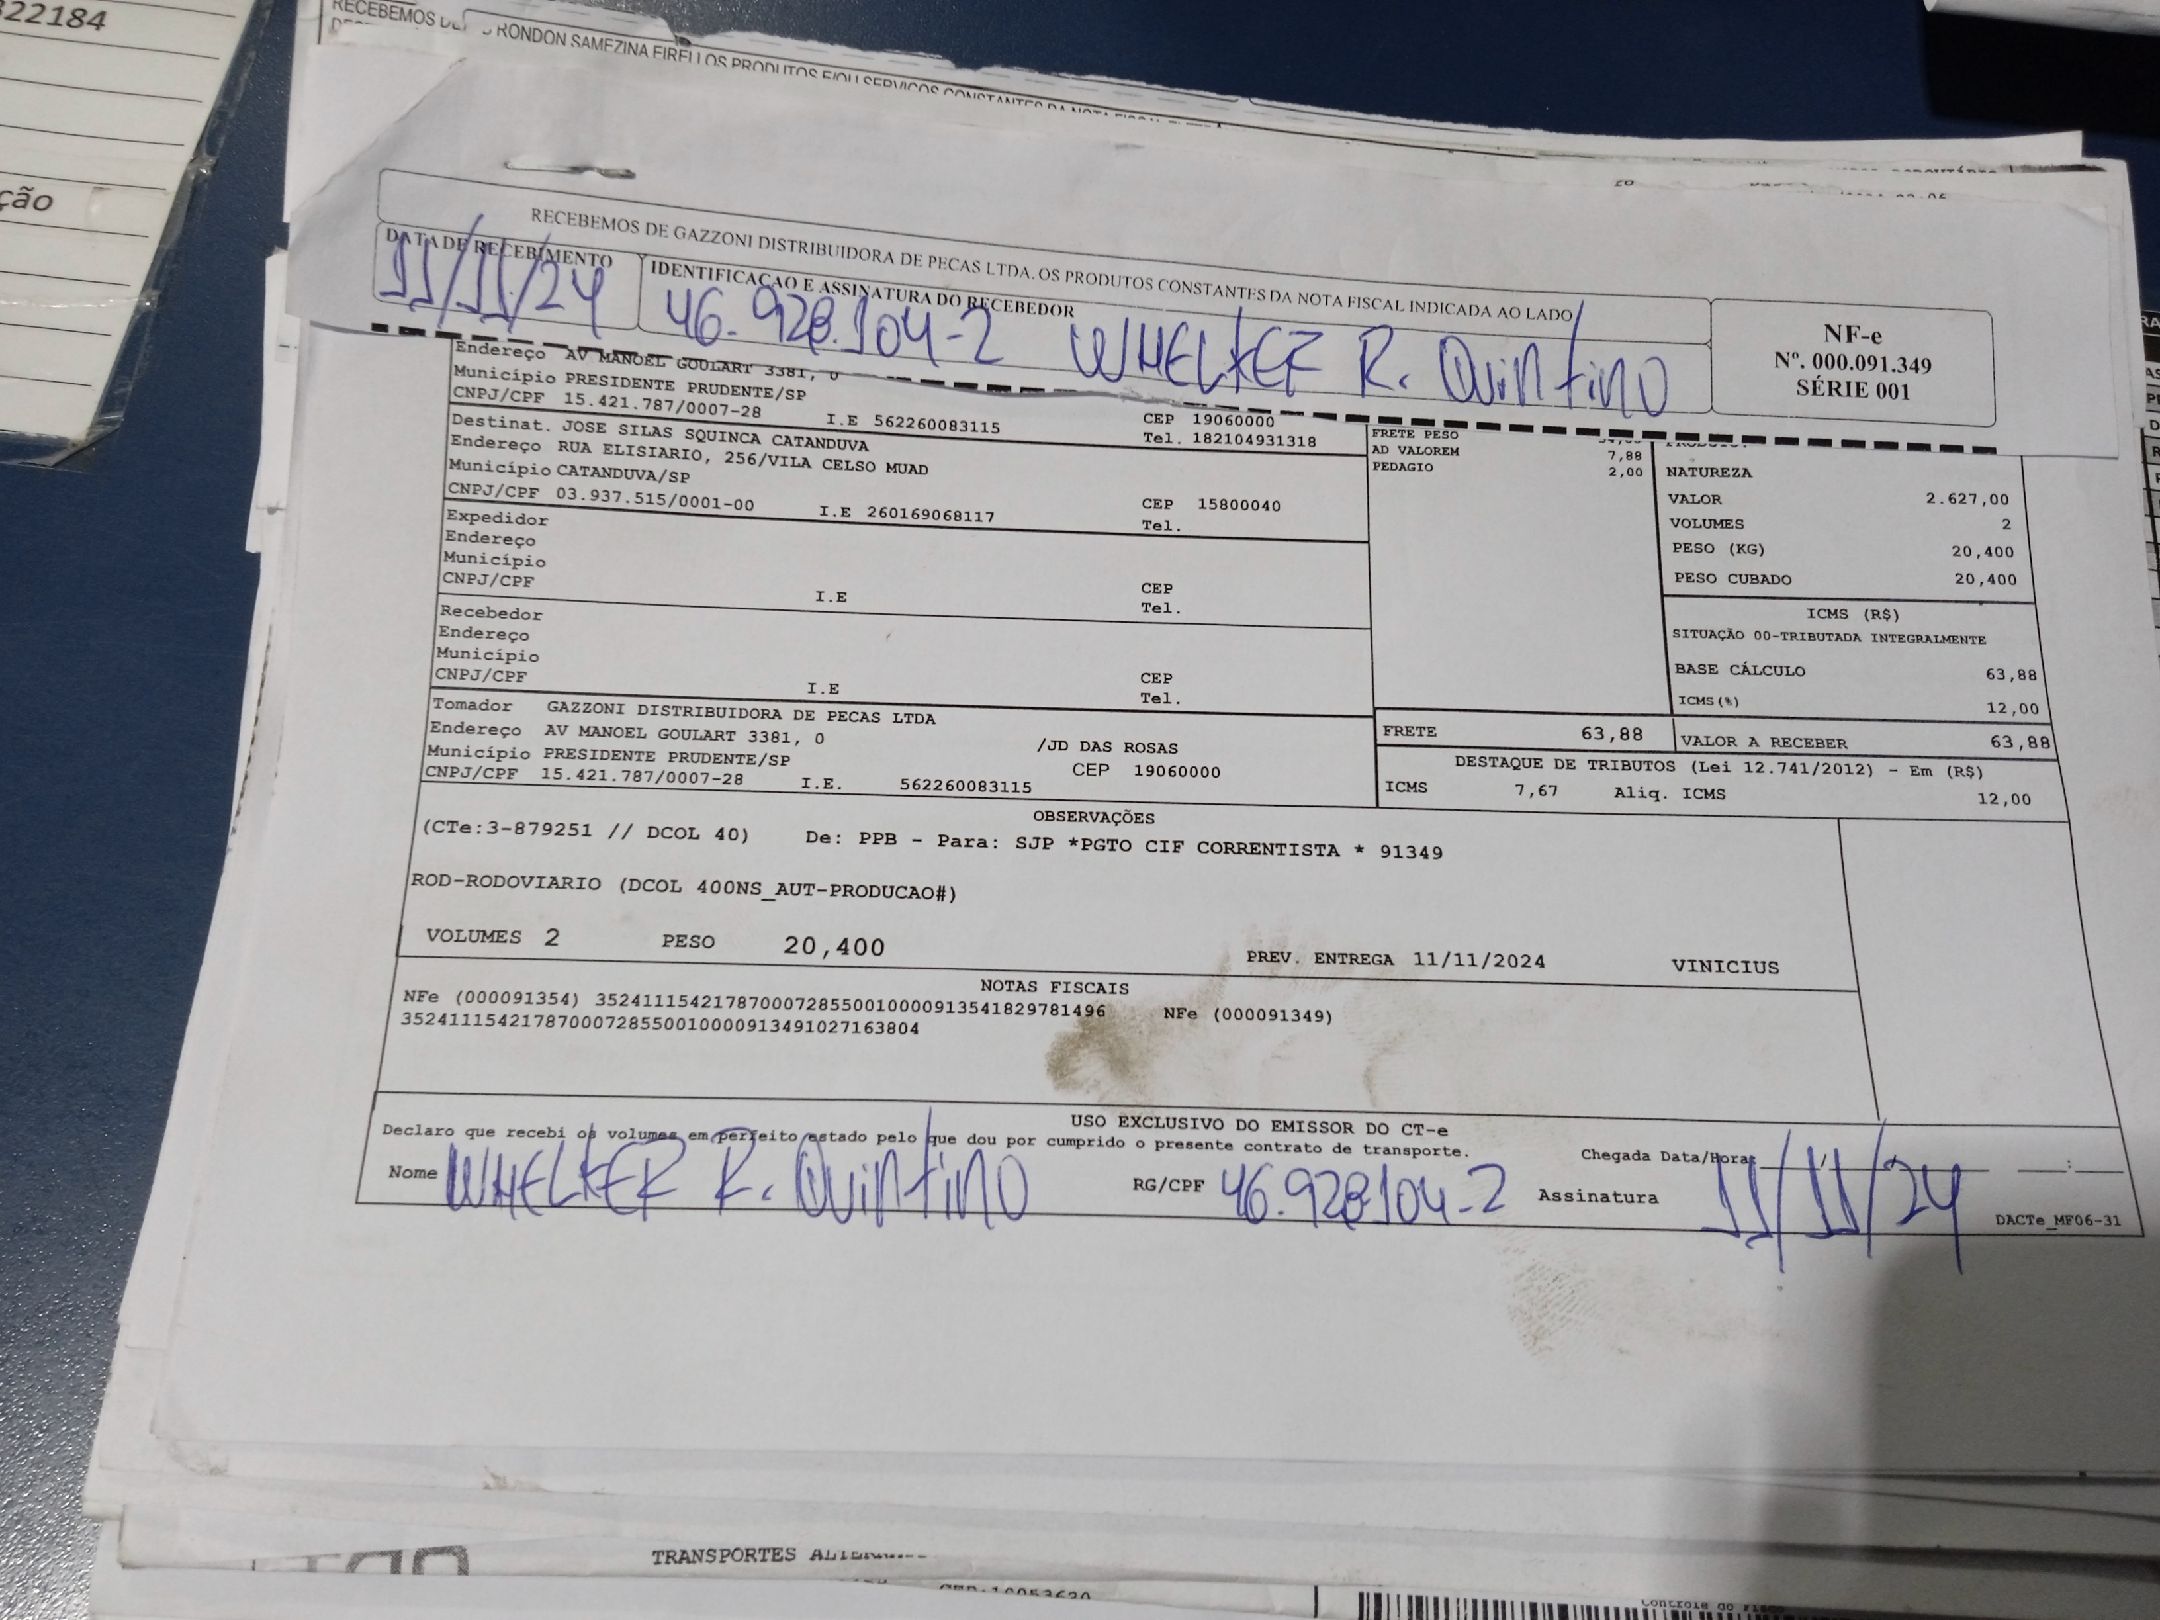 322184
ção
RECEBEMOS DE
RONDON SAMEZINA EIRELI OS PRODUTOS E/OU SERVIÇOS CONSTANTES DA NOTA FISCAL
RECEBEMOS DE GAZZONI DISTRIBUIDORA DE PECAS LTDA. OS PRODUTOS CONSTANTES DA NOTA FISCAL INDICADA AO LADO
DATA DE RECEBIMENTO
11/11/24
IDENTIFICAÇAO E ASSINATURA DO RECEBEDOR
46.928.104-2 WHELKER R. Quintino
NF-e
Nº. 000.091.349
SÉRIE 001
Endereço AV MANOEL GOULART 3381, 0
Município PRESIDENTE PRUDENTE/SP
CNPJ/CPF 15.421.787/0007-28 I.E 562260083115
CEP 19060000
Tel. 182104931318
Destinat. JOSE SILAS SQUINCA CATANDUVA
Endereço RUA ELISIARIO, 256/VILA CELSO MUAD
Município CATANDUVA/SP
CNPJ/CPF 03.937.515/0001-00 I.E 260169068117
CEP 15800040
Tel.
Expedidor
Endereço
Município
CNPJ/CPF I.E
CEP
Tel.
Recebedor
Endereço
Município
CNPJ/CPF I.E
CEP
Tel.
Tomador GAZZONI DISTRIBUIDORA DE PECAS LTDA
Endereço AV MANOEL GOULART 3381, 0 /JD DAS ROSAS
Município PRESIDENTE PRUDENTE/SP CEP 19060000
CNPJ/CPF 15.421.787/0007-28 I.E. 562260083115
FRETE PESO
AD VALOREM 7,88
PEDAGIO 2,00
NATUREZA
VALOR 2.627,00
VOLUMES 2
PESO (KG) 20,400
PESO CUBADO 20,400
ICMS (R$)
SITUAÇÃO 00-TRIBUTADA INTEGRALMENTE
BASE CÁLCULO 63,88
ICMS(%) 12,00
FRETE 63,88 VALOR A RECEBER 63,88
DESTAQUE DE TRIBUTOS (Lei 12.741/2012) - Em (R$)
ICMS 7,67 Aliq. ICMS 12,00
OBSERVAÇÕES
(CTe:3-879251 // DCOL 40) De: PPB - Para: SJP *PGTO CIF CORRENTISTA * 91349
ROD-RODOVIARIO (DCOL 400NS_AUT-PRODUCAO#)
VOLUMES 2 PESO 20,400 PREV. ENTREGA 11/11/2024 VINICIUS
NOTAS FISCAIS
NFe (000091354) 35241115421787000728550010000913541829781496 NFe (000091349)
35241115421787000728550010000913491027163804
USO EXCLUSIVO DO EMISSOR DO CT-e
Declaro que recebi os volumes em perfeito estado pelo que dou por cumprido o presente contrato de transporte.
Chegada Data/Hora: :
Nome WHELKER R. Quintino RG/CPF 46.928.104-2 Assinatura 11/11/24
DACTe_MF06-31
TRANSPORTES
Controle do Fisco